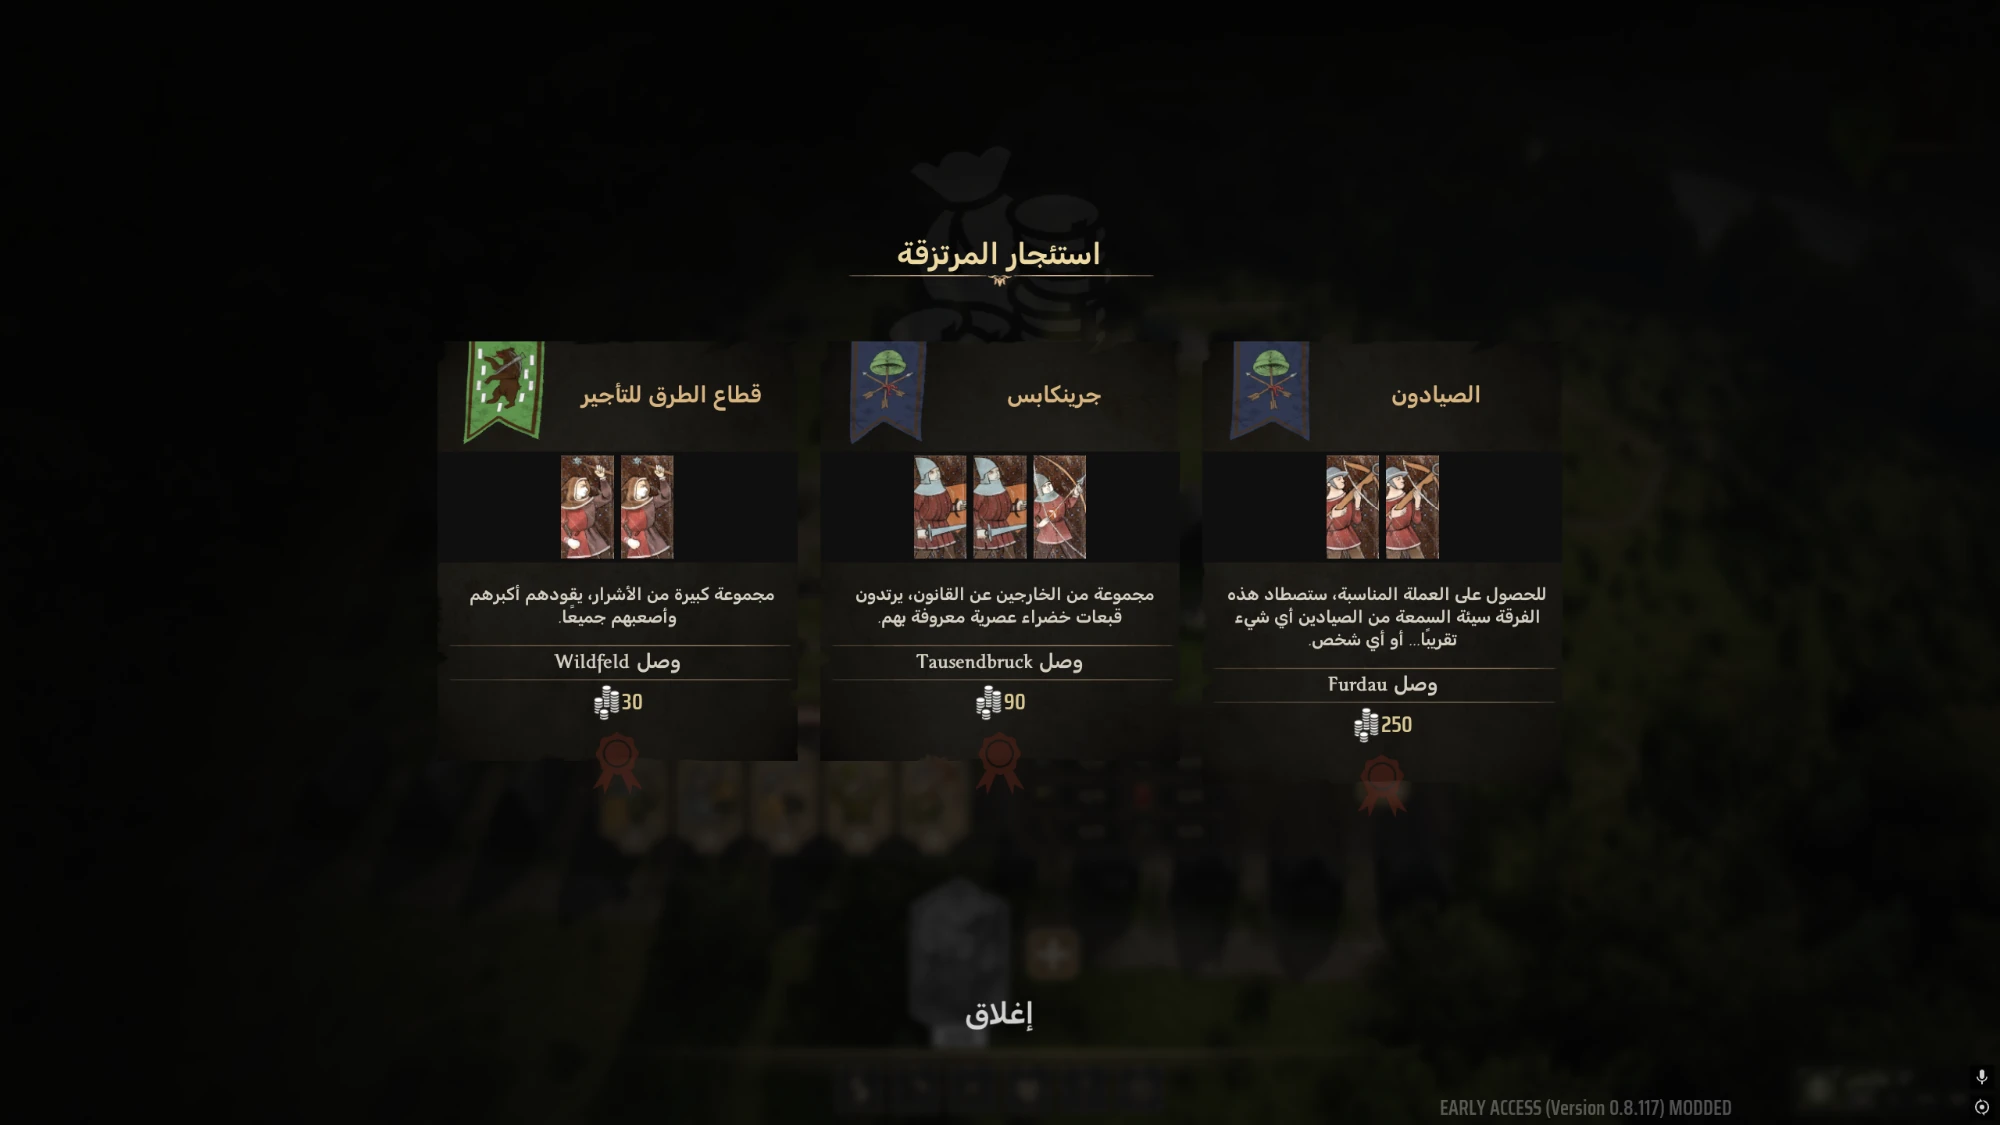 استئجار المرتزقة
الصيادون
للحصول على العملة المناسبة، ستصطاد هذه
الفرقة سيئة السمعة من الصيادين أي شيء
تقريبًا... أو أي شخص.
وصل Furdau
250
جرينكابس
مجموعة من الخارجين عن القانون، يرتدون
قبعات خضراء عصرية معروفة بهم.
وصل Tausendbruck
90
قطاع الطرق للتأجير
مجموعة كبيرة من الأشرار، يقودهم أكبرهم
وأصعبهم جميعًا.
وصل Wildfeld
30
إغلاق
EARLY ACCESS (Version 0.8.117) MODDED